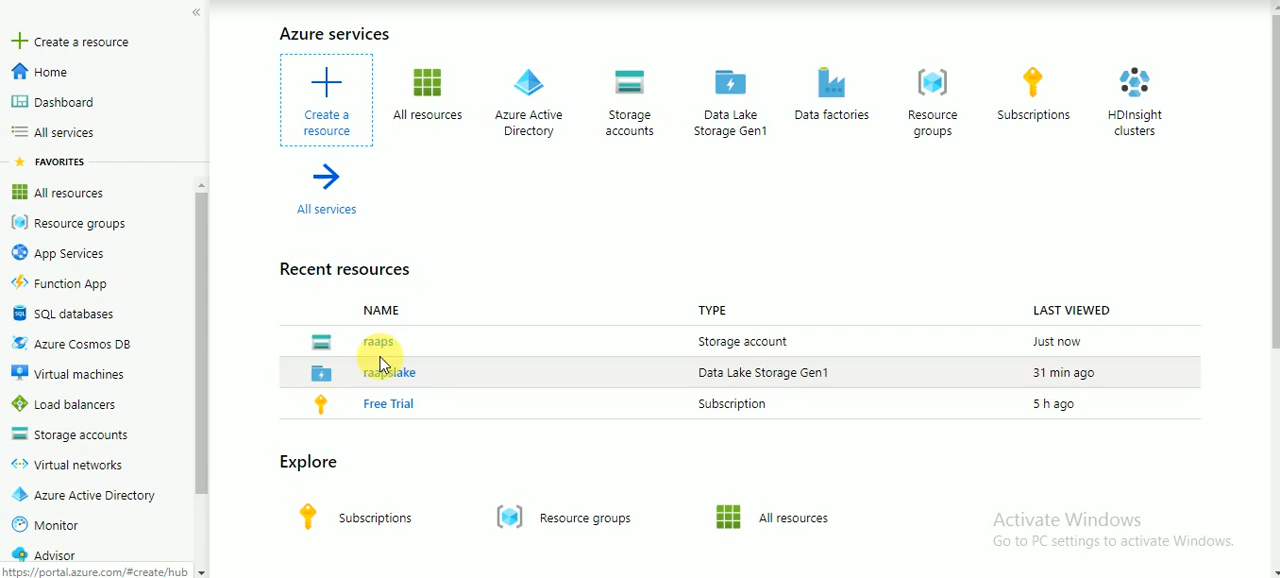 «
Create a resource
Home
Dashboard
All services
FAVORITES
All resources
Resource groups
App Services
Function App
SQL databases
Azure Cosmos DB
Virtual machines
Load balancers
Storage accounts
Virtual networks
Azure Active Directory
Monitor
Advisor
https://portal.azure.com/#create/hub
Azure services
Create a resource
All resources
Azure Active Directory
Storage accounts
Data Lake Storage Gen1
Data factories
Resource groups
Subscriptions
HDInsight clusters
All services
Recent resources
NAME TYPE LAST VIEWED
raaps Storage account Just now
raapslake Data Lake Storage Gen1 31 min ago
Free Trial Subscription 5 h ago
Explore
Subscriptions Resource groups All resources
Activate Windows
Go to PC settings to activate Windows.